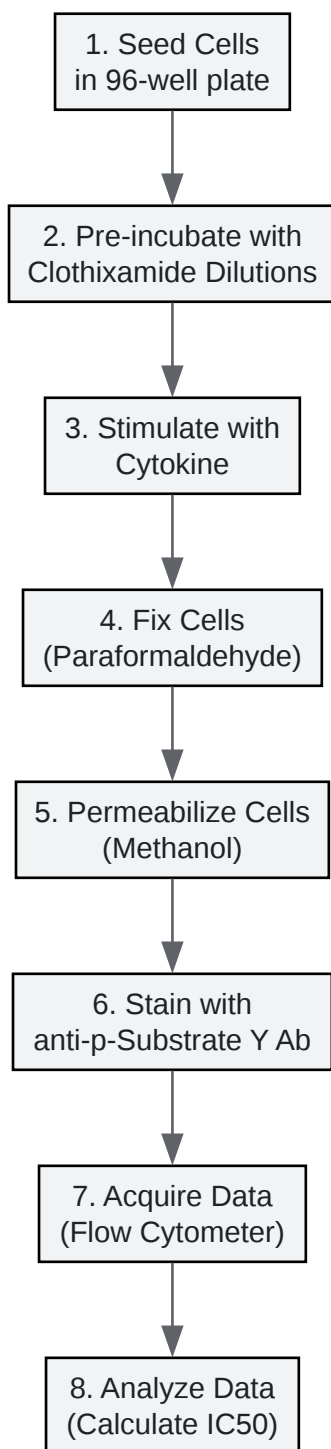 1. Seed Cells
in 96-well plate
2. Pre-incubate with
Clothixamide Dilutions
3. Stimulate with
Cytokine
4. Fix Cells
(Paraformaldehyde)
5. Permeabilize Cells
(Methanol)
6. Stain with
anti-p-Substrate Y Ab
7. Acquire Data
(Flow Cytometer)
8. Analyze Data
(Calculate IC50)